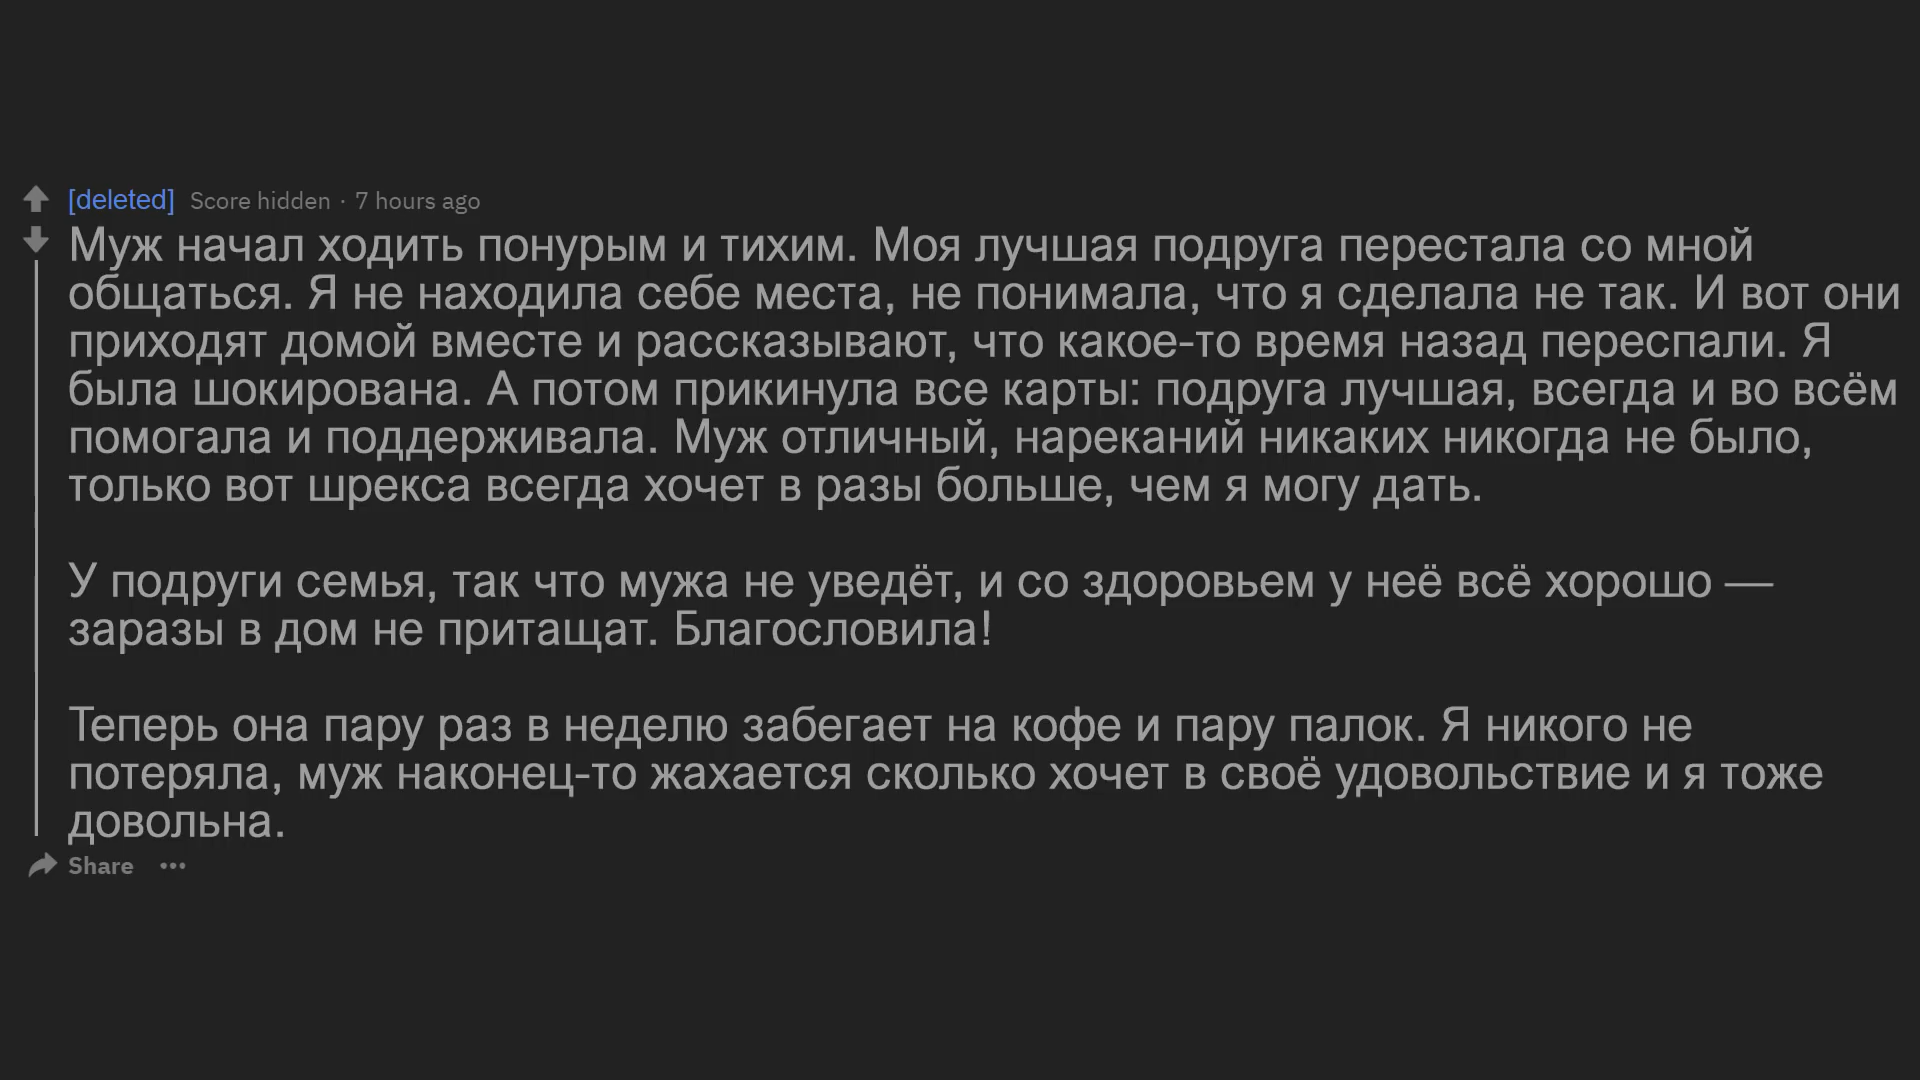 [deleted] Score hidden · 7 hours ago
Муж начал ходить понурым и тихим. Моя лучшая подруга перестала со мной
общаться. Я не находила себе места, не понимала, что я сделала не так. И вот они
приходят домой вместе и рассказывают, что какое-то время назад переспали. Я
была шокирована. А потом прикинула все карты: подруга лучшая, всегда и во всём
помогала и поддерживала. Муж отличный, нареканий никаких никогда не было,
только вот шрекса всегда хочет в разы больше, чем я могу дать.
У подруги семья, так что мужа не уведёт, и со здоровьем у неё всё хорошо —
заразы в дом не притащат. Благословила!
Теперь она пару раз в неделю забегает на кофе и пару палок. Я никого не
потеряла, муж наконец-то жахается сколько хочет в своё удовольствие и я тоже
довольна.
Share ···